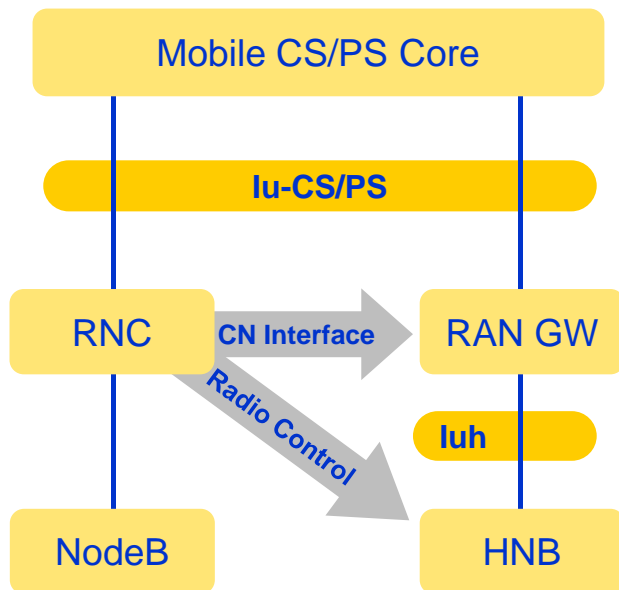 Mobile CS/PS Core
Iu-CS/PS
RNC
CN Interface
RAN GW
Radio Control
Iuh
NodeB
HNB